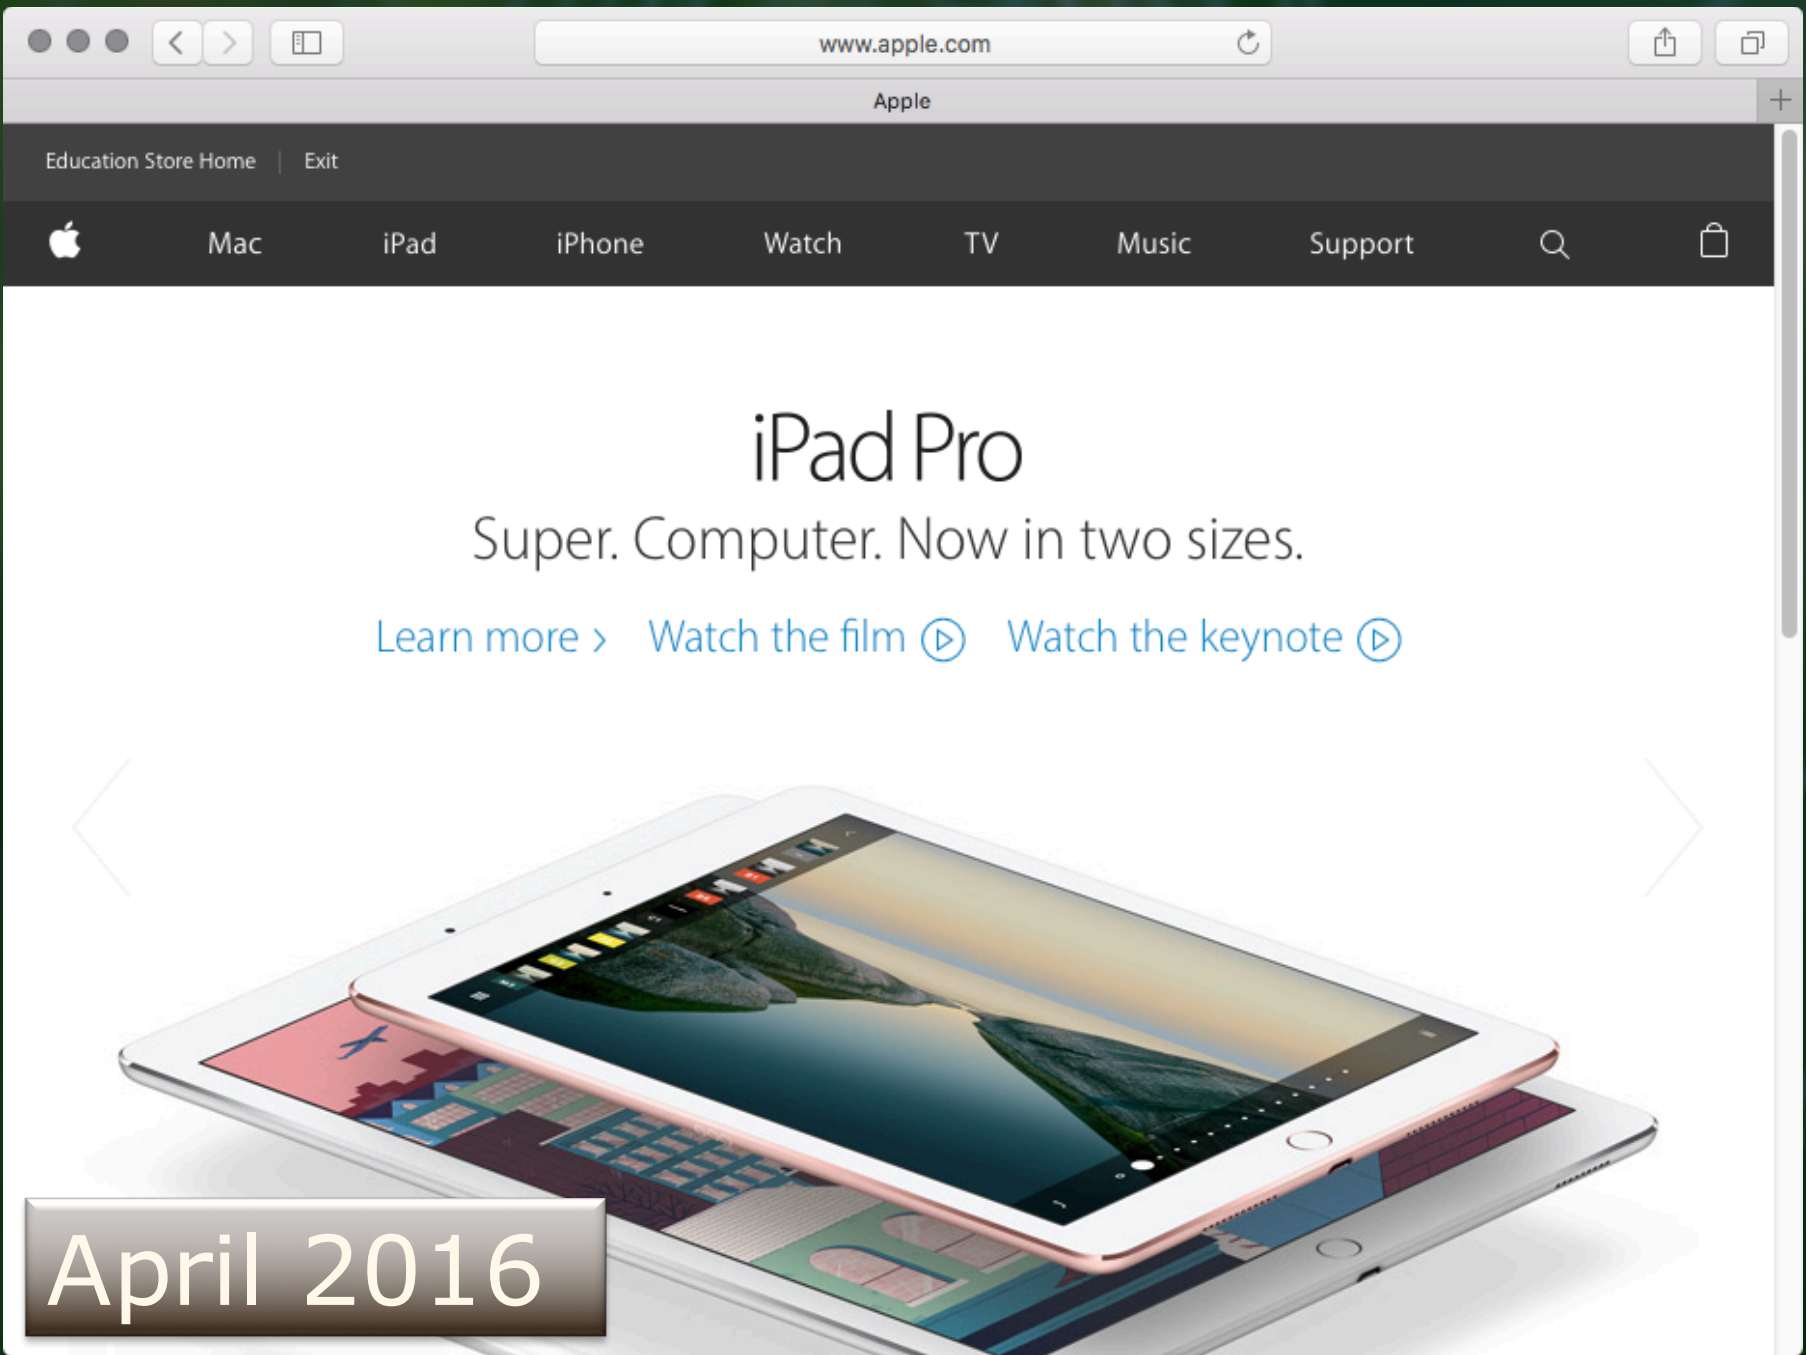 www.apple.com
Apple
Education Store Home | Exit
Mac iPad iPhone Watch TV Music Support
iPad Pro
Super. Computer. Now in two sizes.
Learn more › Watch the film Watch the keynote
April 2016